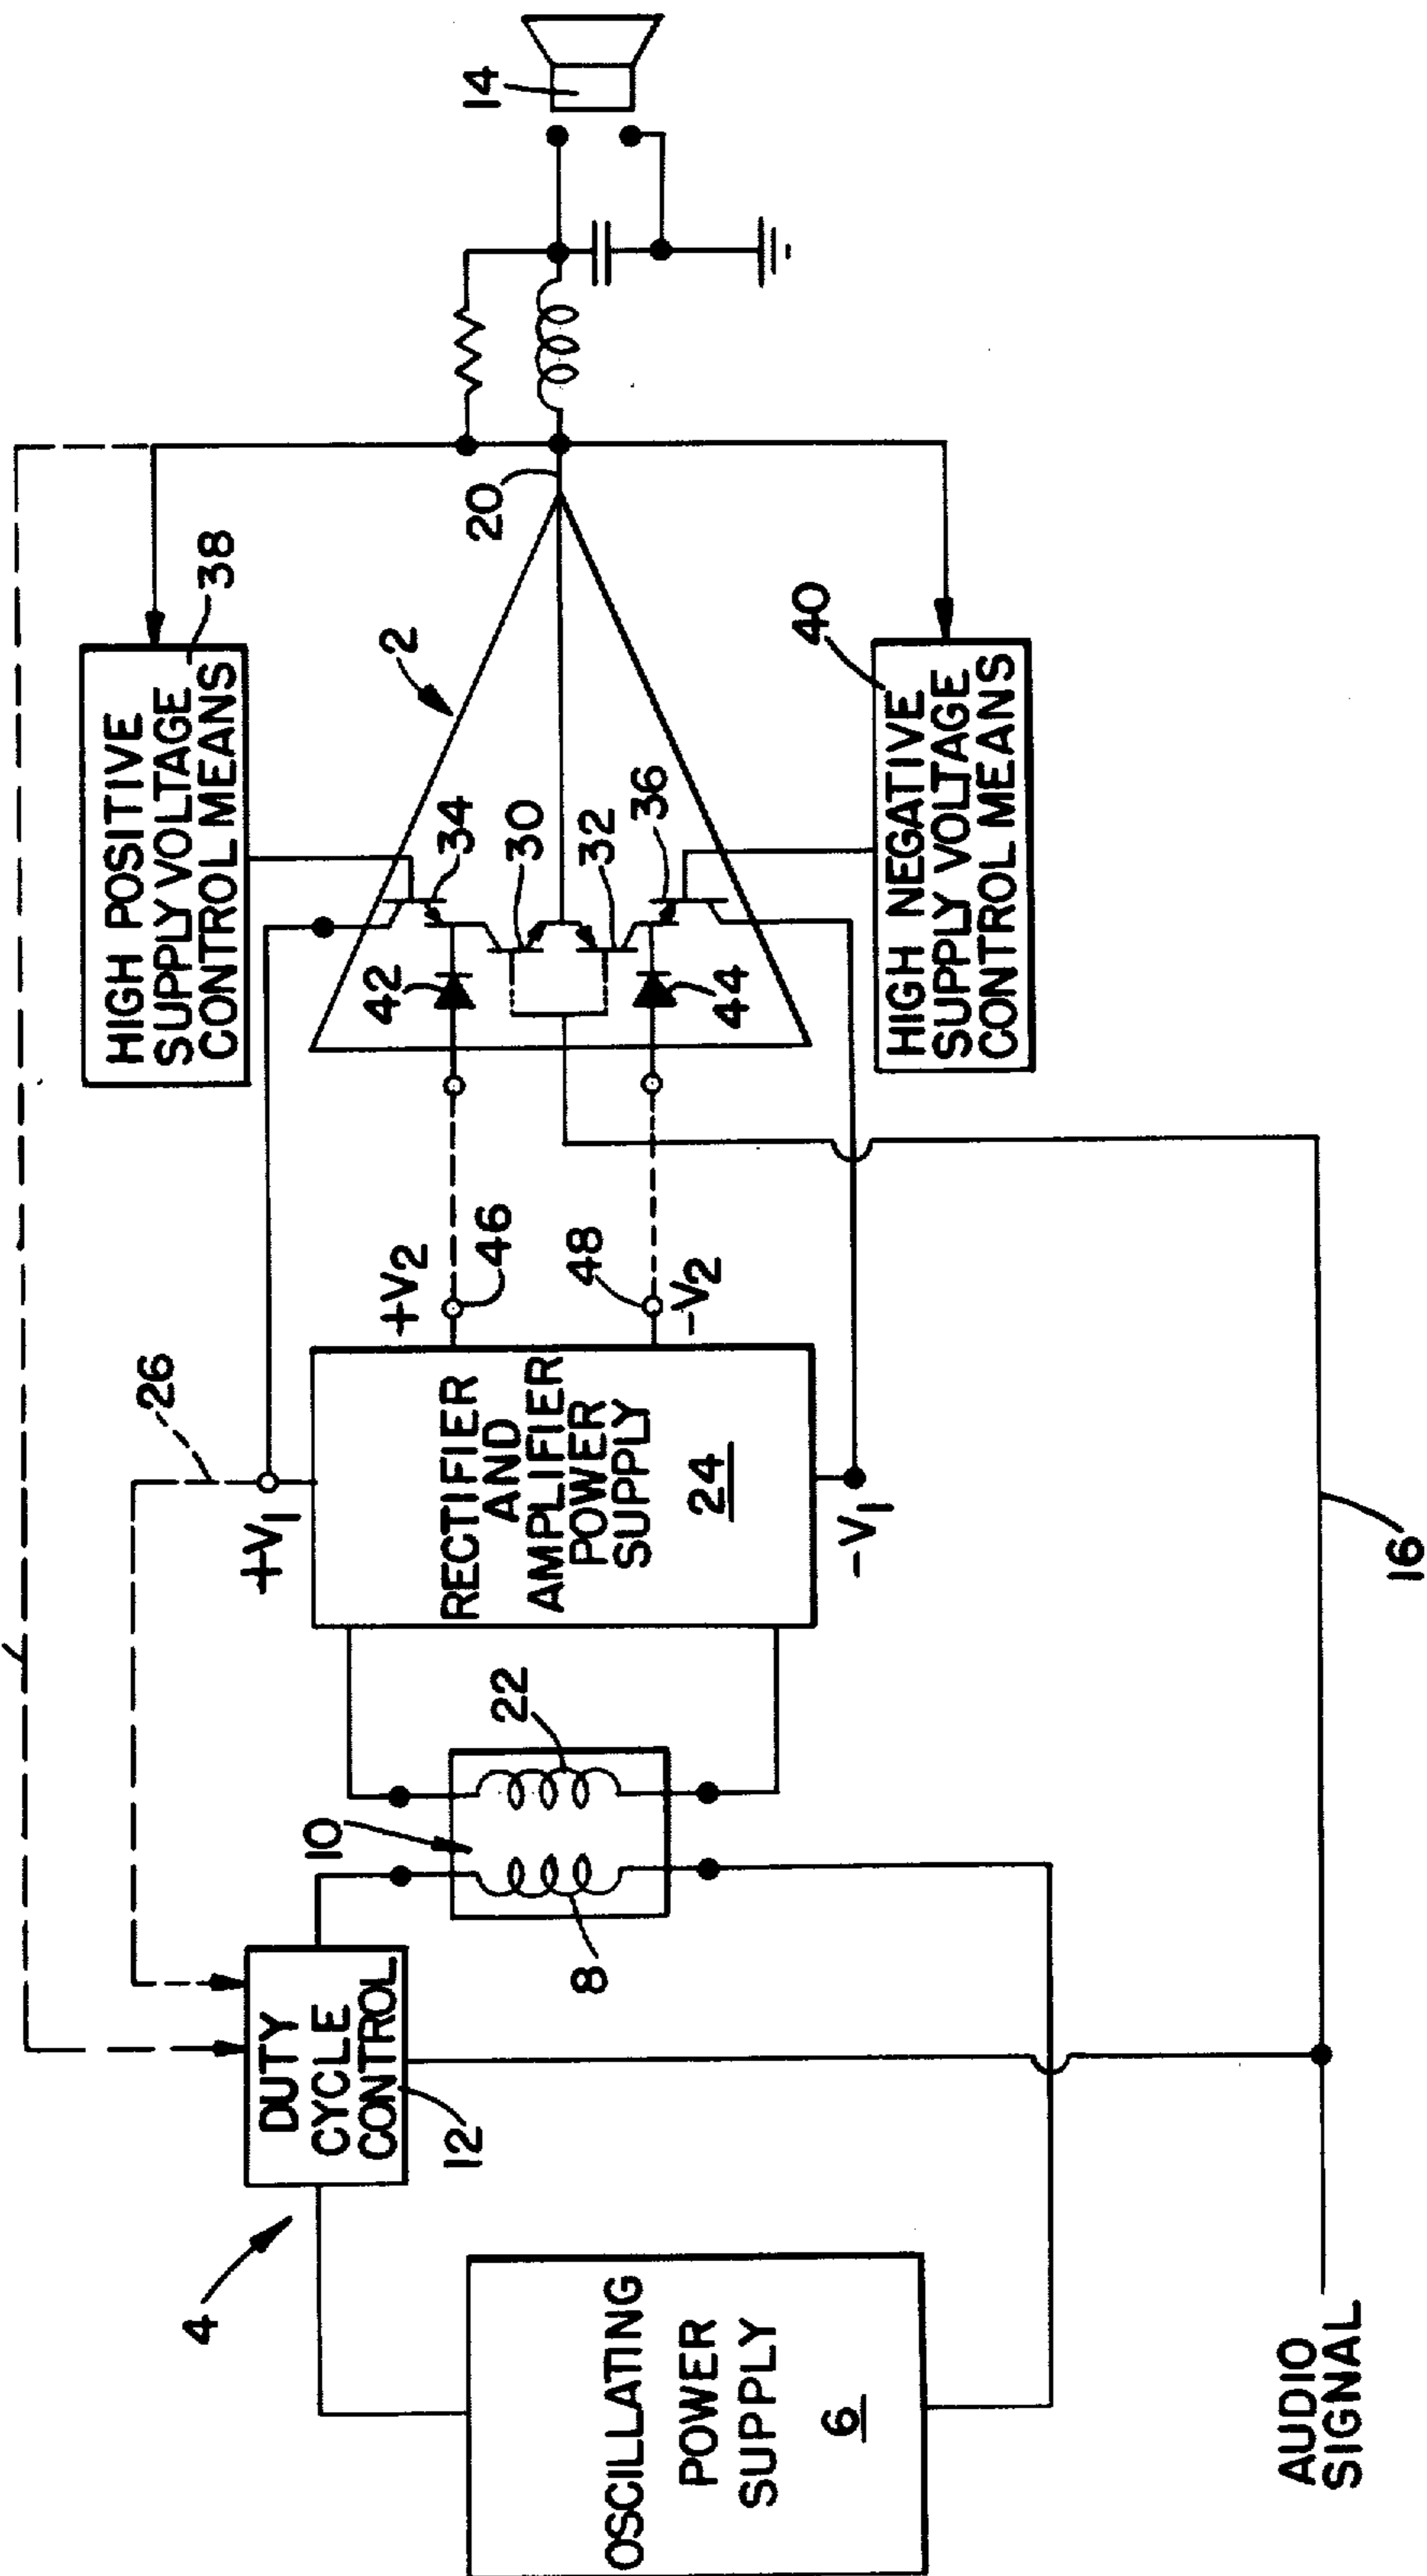 14
HIGH POSITIVE
SUPPLY VOLTAGE
CONTROL MEANS
38
20
2
40
HIGH NEGATIVE
SUPPLY VOLTAGE
CONTROL MEANS
34
30
32
36
42
44
+V2
46
48
-V2
26
+V1
RECTIFIER
AND
AMPLIFIER
POWER
SUPPLY
24
-V1
16
22
10
8
DUTY
CYCLE
CONTROL
12
4
OSCILLATING
POWER
SUPPLY
6
AUDIO
SIGNAL